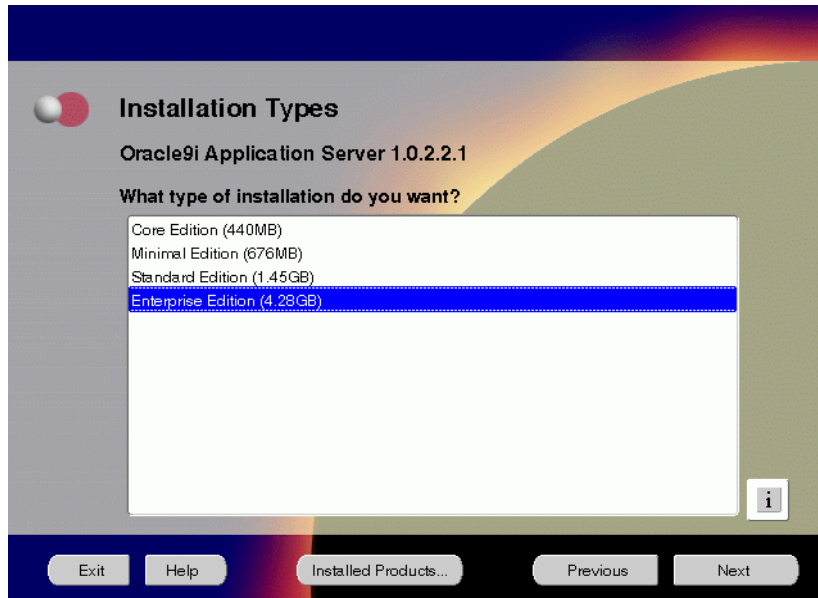 Installation Types
Oracle9i Application Server 1.0.2.2.1
What type of installation do you want?
Core Edition (440MB)
Minimal Edition (676MB)
Standard Edition (1.45GB)
Enterprise Edition (4.28GB)
i
Exit Help Installed Products... Previous Next